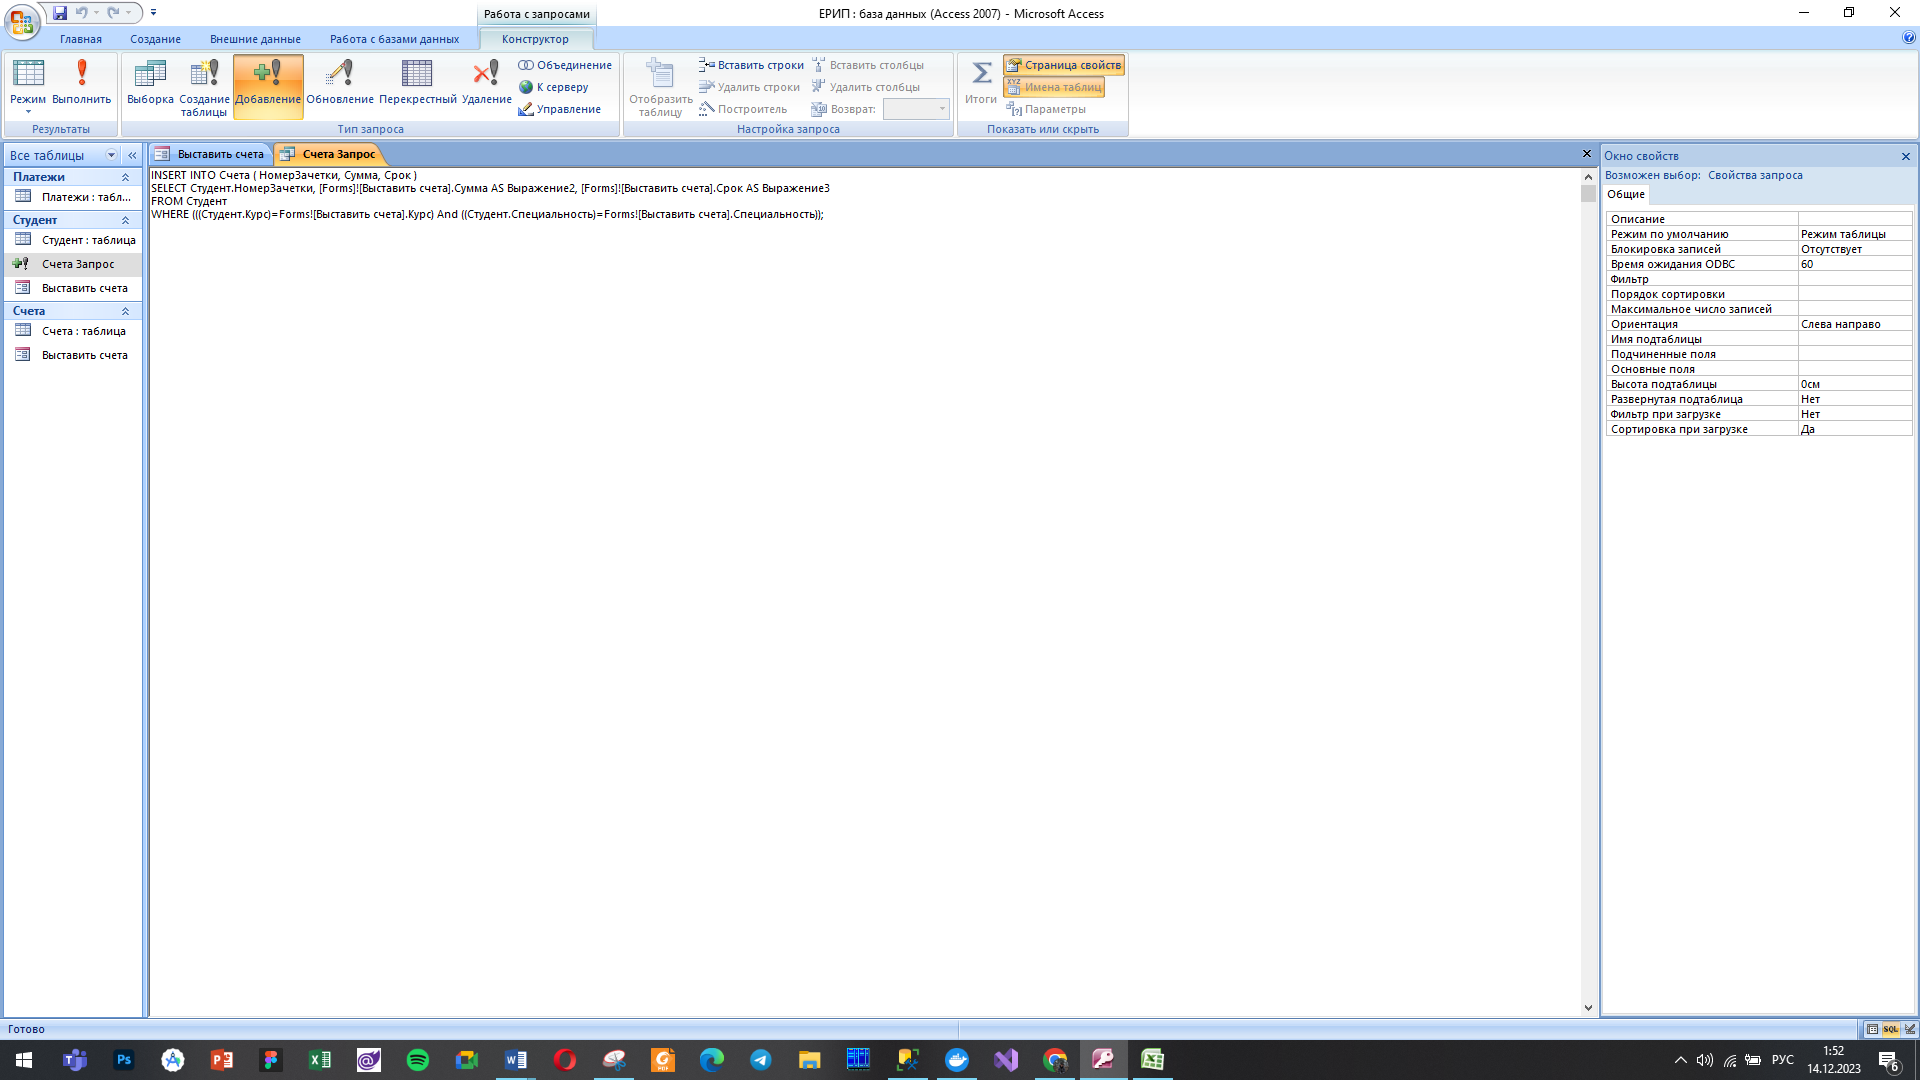 Работа с запросами
ЕРИП : база данных (Access 2007) - Microsoft Access
Главная
Создание
Внешние данные
Работа с базами данных
Конструктор
Режим
Выполнить
Результаты
Выборка
Создание таблицы
Добавление
Обновление
Перекрестный
Удаление
Объединение
К серверу
Управление
Тип запроса
Отобразить таблицу
Вставить строки
Удалить строки
Построитель
Вставить столбцы
Удалить столбцы
Возврат:
Настройка запроса
Итоги
Страница свойств
Имена таблиц
Параметры
Показать или скрыть
Все таблицы
Платежи
Платежи : табл...
Студент
Студент : таблица
Счета Запрос
Выставить счета
Счета
Счета : таблица
Выставить счета
Выставить счета
Счета Запрос
INSERT INTO Счета ( НомерЗачетки, Сумма, Срок )
SELECT Студент.НомерЗачетки, [Forms]![Выставить счета].Сумма AS Выражение2, [Forms]![Выставить счета].Срок AS Выражение3
FROM Студент
WHERE (((Студент.Курс)=Forms![Выставить счета].Курс) And ((Студент.Специальность)=Forms![Выставить счета].Специальность));
Окно свойств
Возможен выбор: Свойства запроса
Общие
Описание
Режим по умолчанию Режим таблицы
Блокировка записей Отсутствует
Время ожидания ODBC 60
Фильтр
Порядок сортировки
Максимальное число записей
Ориентация Слева направо
Имя подтаблицы
Подчиненные поля
Основные поля
Высота подтаблицы 0см
Развернутая подтаблица Нет
Фильтр при загрузке Нет
Сортировка при загрузке Да
Готово
SQL
РУС
1:52
14.12.2023
6